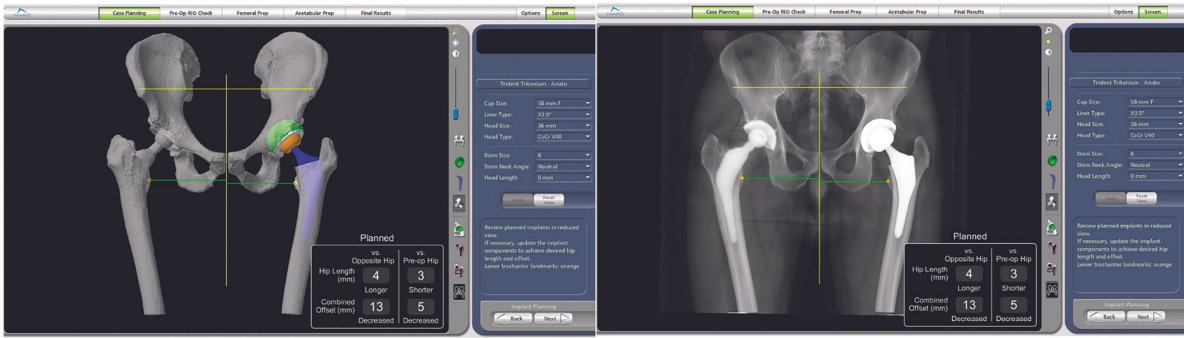 Case Planning Pre-Op RIO Check Femoral Prep Acetabular Prep Final Results Options Screen
Trident Tritanium - Anato
Cup Size: 58 mm F
Liner Type: X3 0°
Head Size: 36 mm
Head Type: CoCr V40
Stem Size: 6
Stem Neck Angle: Neutral
Head Length 0 mm
Reset
View
Review planned implants in reduced
view.
If necessary, update the implant
components to achieve desired hip
length and offset.
Lesser trochanter landmarks: orange
Implant Planning
Back Next
Planned
vs. vs.
Opposite Hip Pre-op Hip
Hip Length
(mm) 4 3
Longer Shorter
Combined
Offset (mm) 13 5
Decreased Decreased
Case Planning Pre-Op RIO Check Femoral Prep Acetabular Prep Final Results Options Screen
Trident Tritanium - Anato
Cup Size: 58 mm F
Liner Type: X3 0°
Head Size: 36 mm
Head Type: CoCr V40
Stem Size: 6
Stem Neck Angle: Neutral
Head Length 0 mm
Reset
View
Review planned implants in reduced
view.
If necessary, update the implant
components to achieve desired hip
length and offset.
Lesser trochanter landmarks: orange
Implant Planning
Back Next
Planned
vs. vs.
Opposite Hip Pre-op Hip
Hip Length
(mm) 4 3
Longer Shorter
Combined
Offset (mm) 13 5
Decreased Decreased